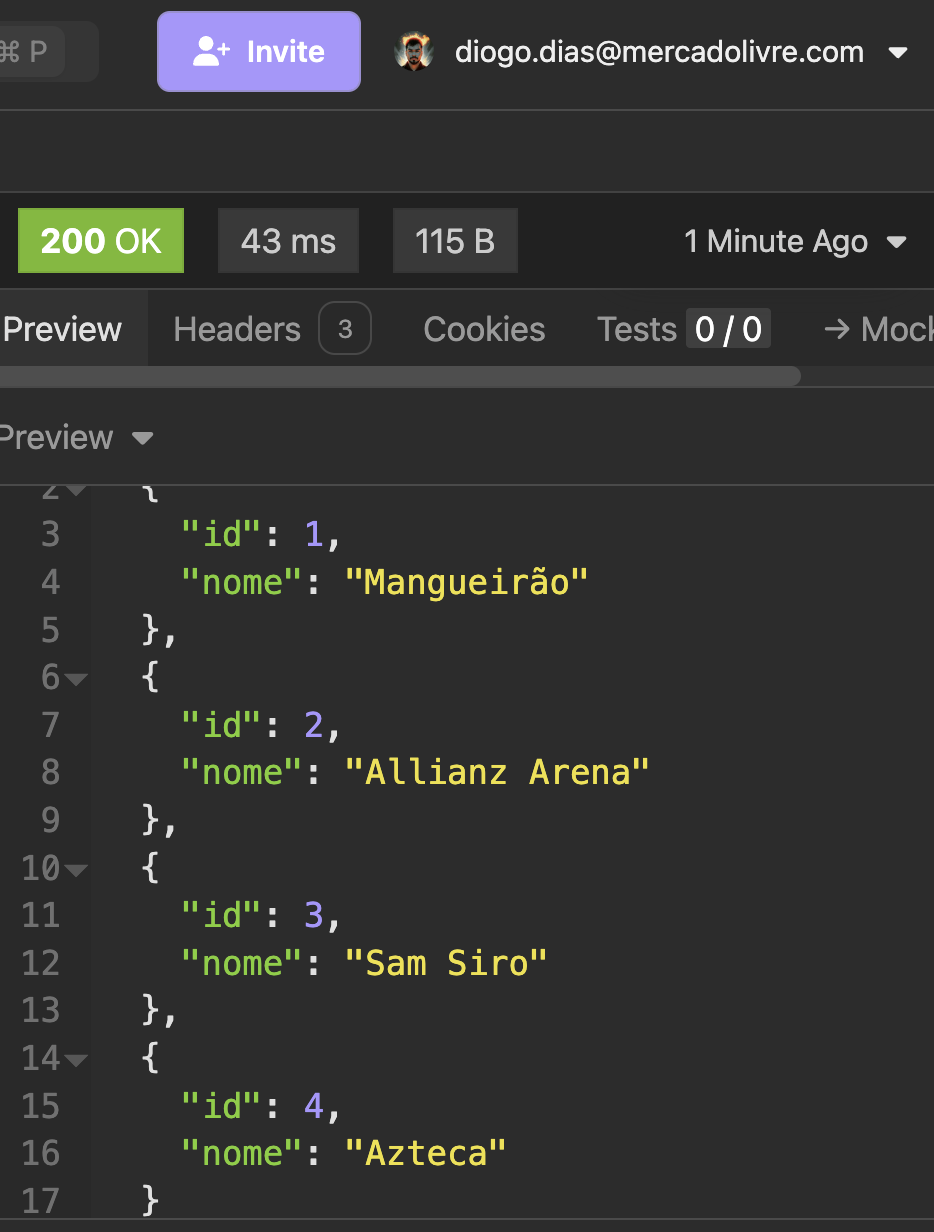 ⌘ P
Invite
diogo.dias@mercadolivre.com
200 OK
43 ms
115 B
1 Minute Ago
Preview
Headers 3
Cookies
Tests 0 / 0
→ Mock
Preview
2 {
3 "id": 1,
4 "nome": "Mangueirão"
5 },
6 {
7 "id": 2,
8 "nome": "Allianz Arena"
9 },
10 {
11 "id": 3,
12 "nome": "Sam Siro"
13 },
14 {
15 "id": 4,
16 "nome": "Azteca"
17 }